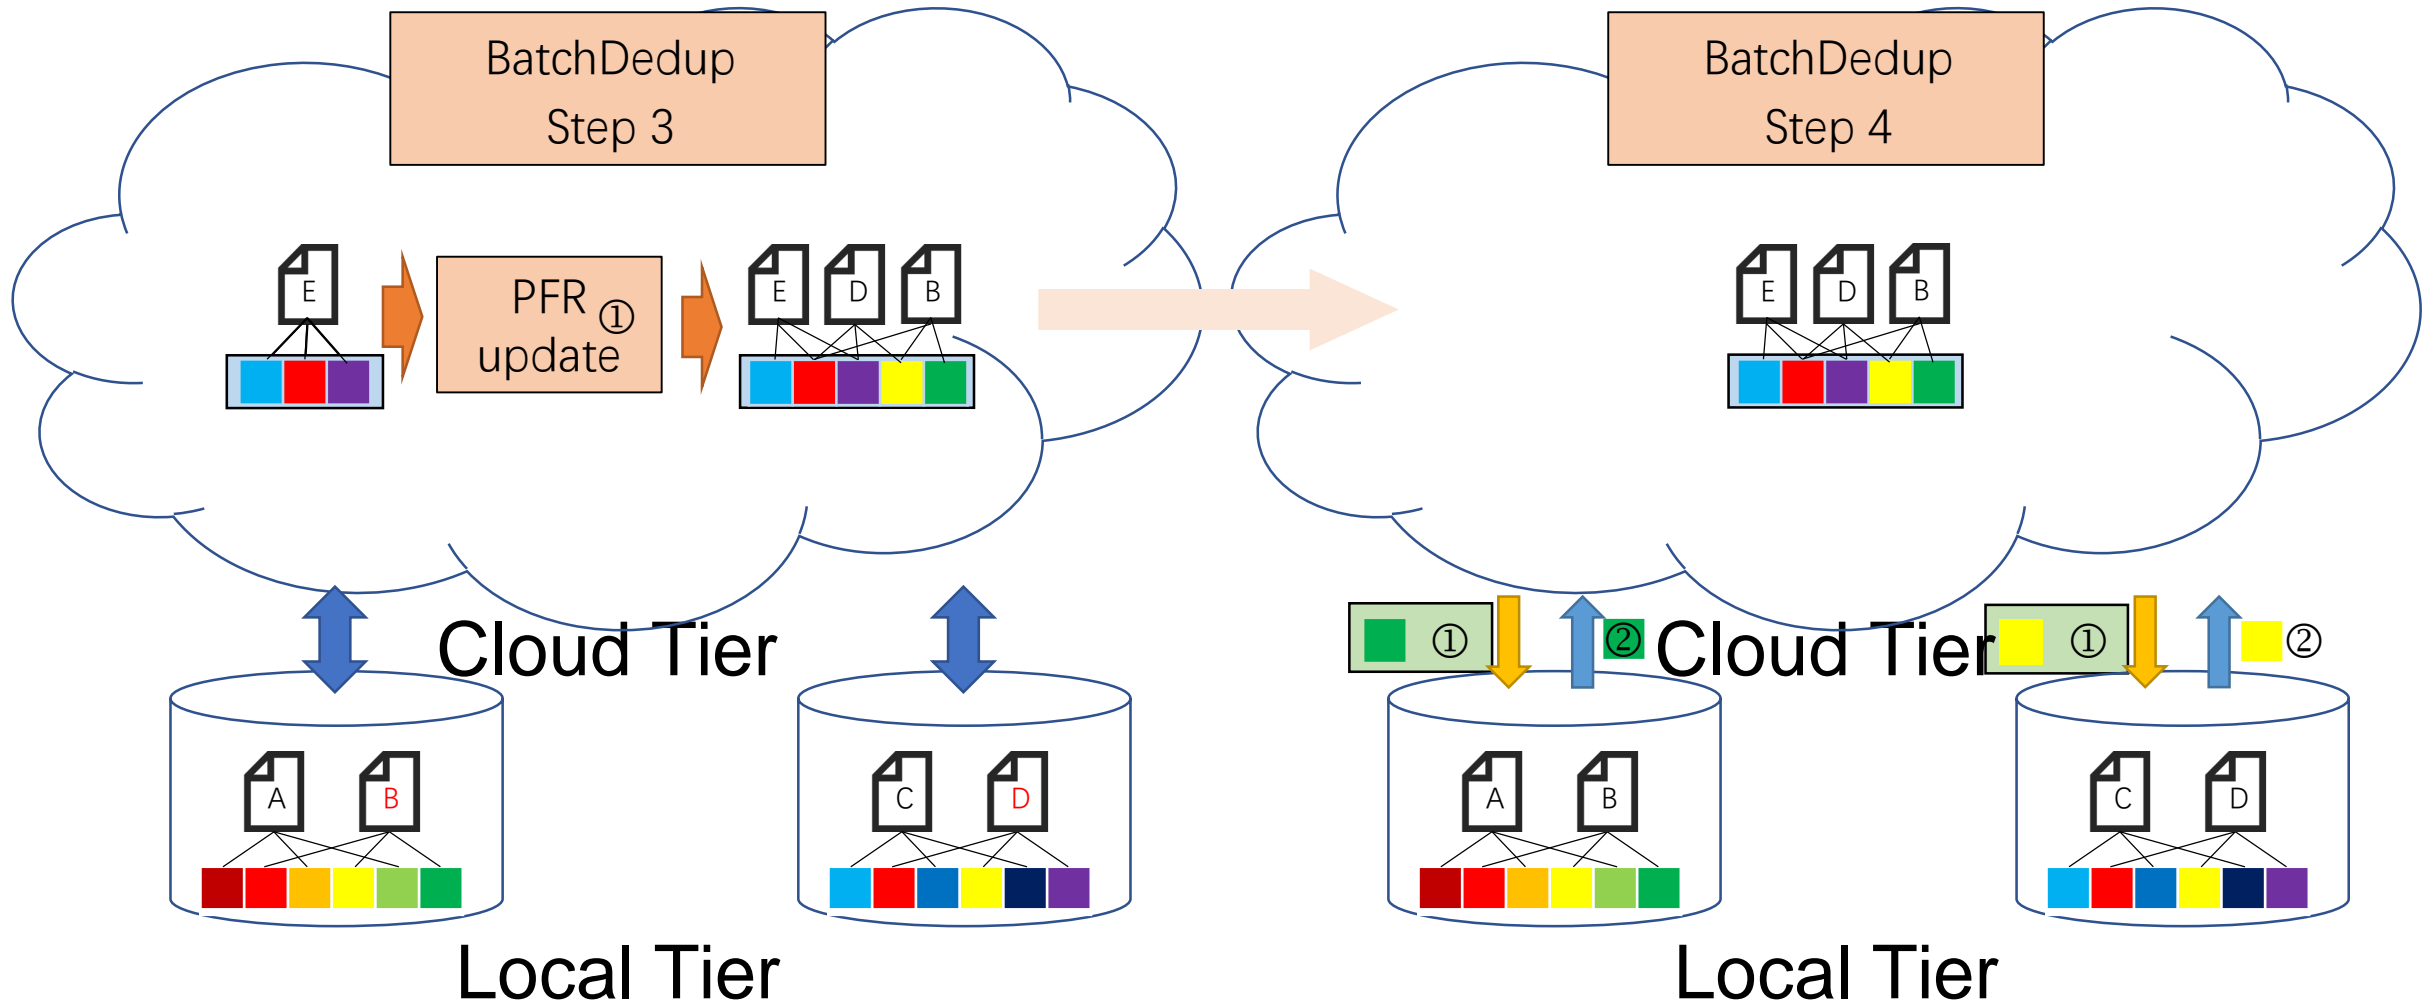 BatchDedup
Step 3
BatchDedup
Step 4
E
PFR ①
update
E D B
E D B
Cloud Tier
① ② Cloud Tier ① ②
A B
C D
A B
C D
Local Tier
Local Tier